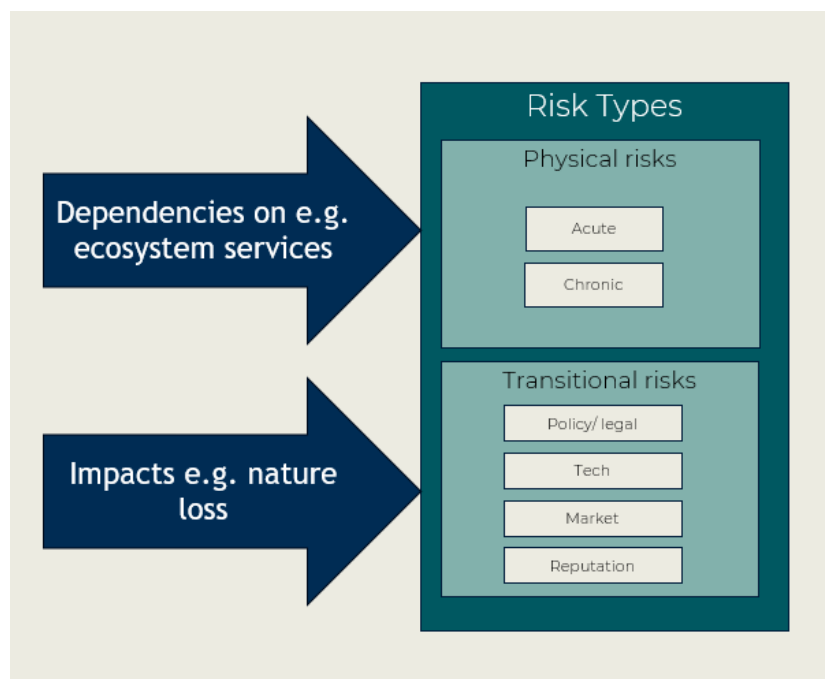 Risk Types
Physical risks
Dependencies on e.g.
ecosystem services
Acute
Chronic
Transitional risks
Policy/ legal
Impacts e.g. nature
loss
Tech
Market
Reputation